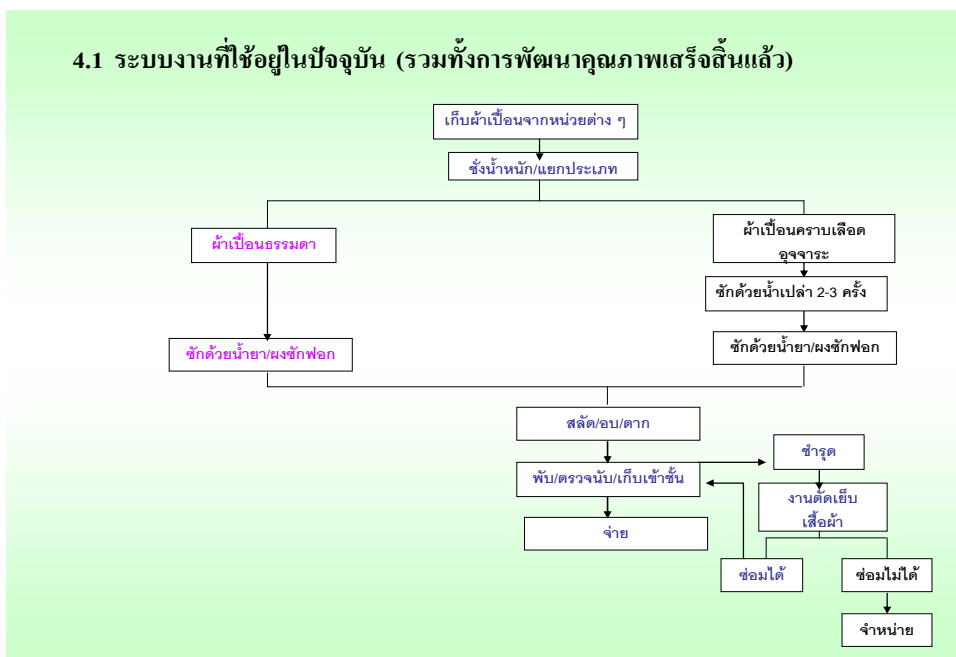 4.1 ระบบงานที่ใช้อยู่ในปัจจุบัน (รวมทั้งการพัฒนาคุณภาพเสร็จสิ้นแล้ว)
เก็บผ้าเปื้อนจากหน่วยต่าง ๆ
ชั่งน้ำหนัก/แยกประเภท
ผ้าเปื้อนธรรมดา
ผ้าเปื้อนคราบเลือด
อุจจาระ
ซักด้วยน้ำเปล่า 2-3 ครั้ง
ซักด้วยน้ำยา/ผงซักฟอก
ซักด้วยน้ำยา/ผงซักฟอก
สลัด/อบ/ตาก
พับ/ตรวจนับ/เก็บเข้าชั้น
ชำรุด
งานตัดเย็บ
เสื้อผ้า
จ่าย
ซ่อมได้
ซ่อมไม่ได้
จำหน่าย